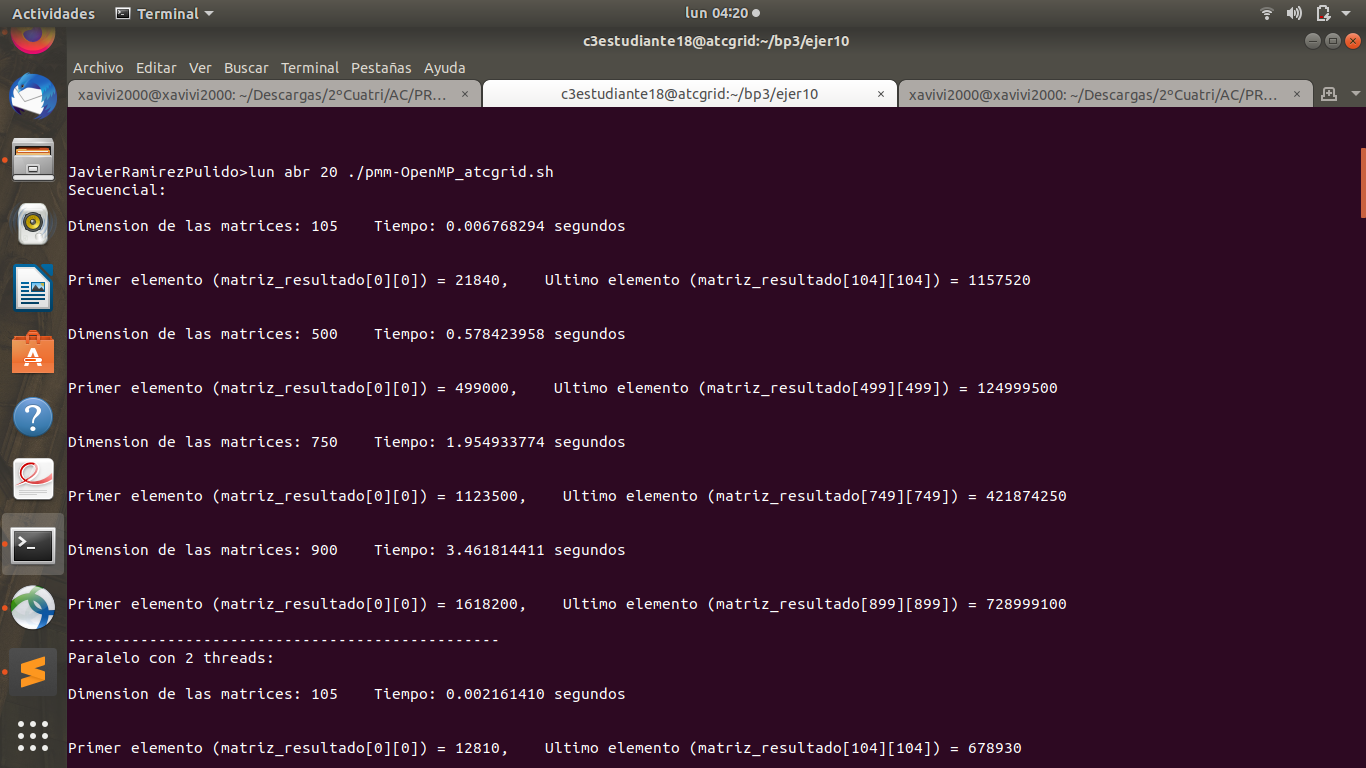 Actividades Terminal lun 04:20
c3estudiante18@atcgrid:~/bp3/ejer10
Archivo Editar Ver Buscar Terminal Pestañas Ayuda
xavivi2000@xavivi2000: ~/Descargas/2ºCuatri/AC/PR... × c3estudiante18@atcgrid:~/bp3/ejer10 × xavivi2000@xavivi2000: ~/Descargas/2ºCuatri/AC/PR... ×
JavierRamirezPulido>lun abr 20 ./pmm-OpenMP_atcgrid.sh
Secuencial:
Dimension de las matrices: 105    Tiempo: 0.006768294 segundos
Primer elemento (matriz_resultado[0][0]) = 21840,    Ultimo elemento (matriz_resultado[104][104]) = 1157520
Dimension de las matrices: 500    Tiempo: 0.578423958 segundos
Primer elemento (matriz_resultado[0][0]) = 499000,    Ultimo elemento (matriz_resultado[499][499]) = 124999500
Dimension de las matrices: 750    Tiempo: 1.954933774 segundos
Primer elemento (matriz_resultado[0][0]) = 1123500,    Ultimo elemento (matriz_resultado[749][749]) = 421874250
Dimension de las matrices: 900    Tiempo: 3.461814411 segundos
Primer elemento (matriz_resultado[0][0]) = 1618200,    Ultimo elemento (matriz_resultado[899][899]) = 728999100
------------------------------------------------
Paralelo con 2 threads:
Dimension de las matrices: 105    Tiempo: 0.002161410 segundos
Primer elemento (matriz_resultado[0][0]) = 12810,    Ultimo elemento (matriz_resultado[104][104]) = 678930